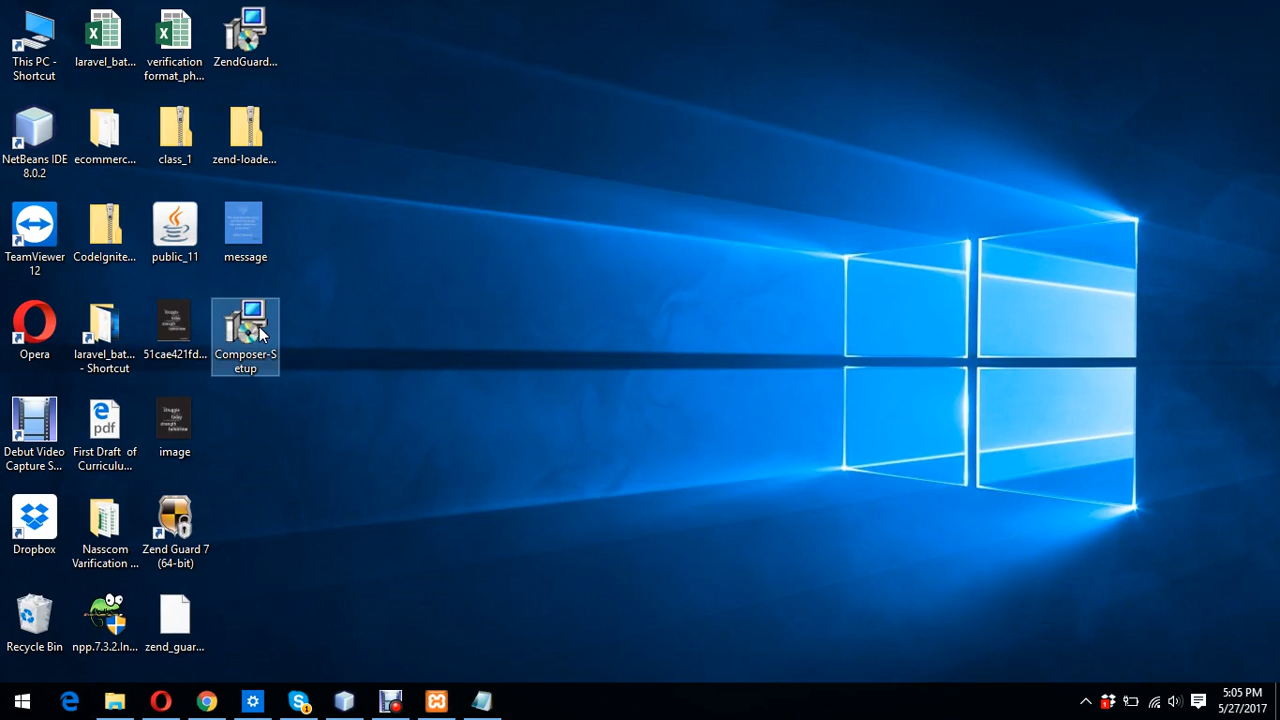 This PC -
Shortcut
laravel_bat...
verification
format_ph...
ZendGuard...
NetBeans IDE
8.0.2
ecommerc...
class_1
zend-loade...
TeamViewer
12
CodeIgnite...
public_11
message
Opera
laravel_bat...
- Shortcut
51cae421fd...
Composer-S
etup
Debut Video
Capture S...
First Draft of
Curriculu...
image
Dropbox
Nasscom
Varification ...
Zend Guard 7
(64-bit)
Recycle Bin
npp.7.3.2.In...
zend_guar...
pdf
5:05 PM
5/27/2017